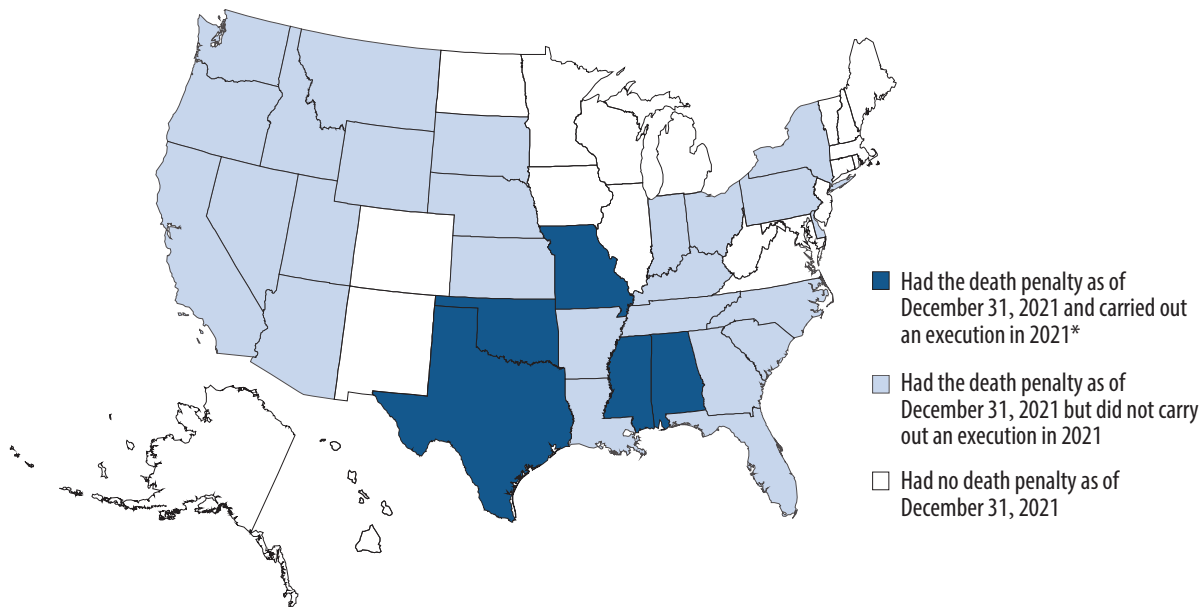 Had the death penalty as of
December 31, 2021 and carried out
an execution in 2021*
Had the death penalty as of
December 31, 2021 but did not carry
out an execution in 2021
Had no death penalty as of
December 31, 2021